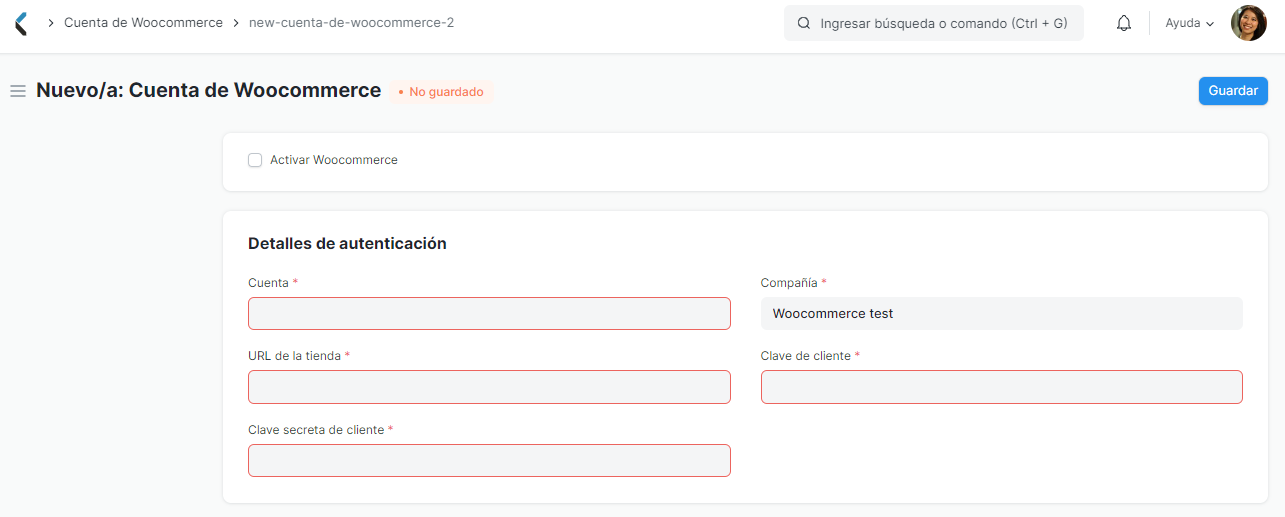 Cuenta de Woocommerce > new-cuenta-de-woocommerce-2
Ingresar búsqueda o comando (Ctrl + G)
Ayuda
Nuevo/a: Cuenta de Woocommerce
• No guardado
Guardar
Activar Woocommerce
Detalles de autenticación
Cuenta *
Compañía *
Woocommerce test
URL de la tienda *
Clave de cliente *
Clave secreta de cliente *